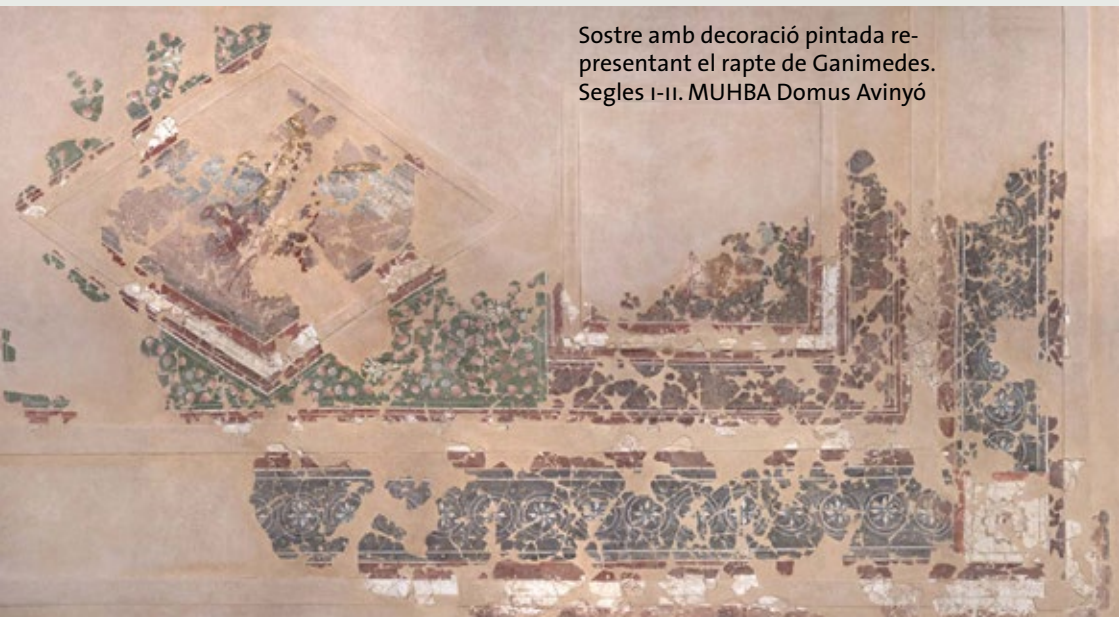 Sostre amb decoració pintada re-
presentant el rapte de Ganimedes.
Segles I-II. MUHBA Domus Avinyó